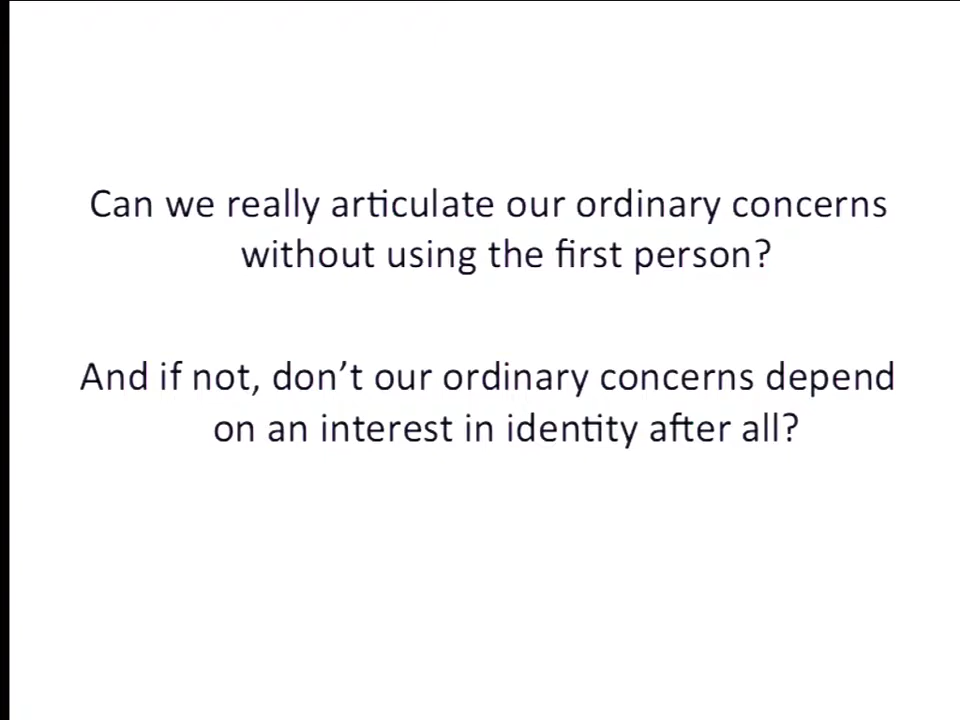 Can we really articulate our ordinary concerns
without using the first person?
And if not, don’t our ordinary concerns depend
on an interest in identity after all?